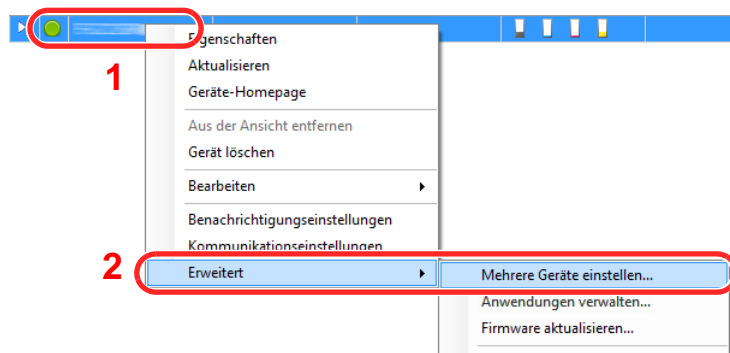 1
Eigenschaften
Aktualisieren
Geräte-Homepage
Aus der Ansicht entfernen
Gerät löschen
Bearbeiten
Benachrichtigungseinstellungen
Kommunikationseinstellungen
2
Erweitert
Mehrere Geräte einstellen...
Anwendungen verwalten...
Firmware aktualisieren...